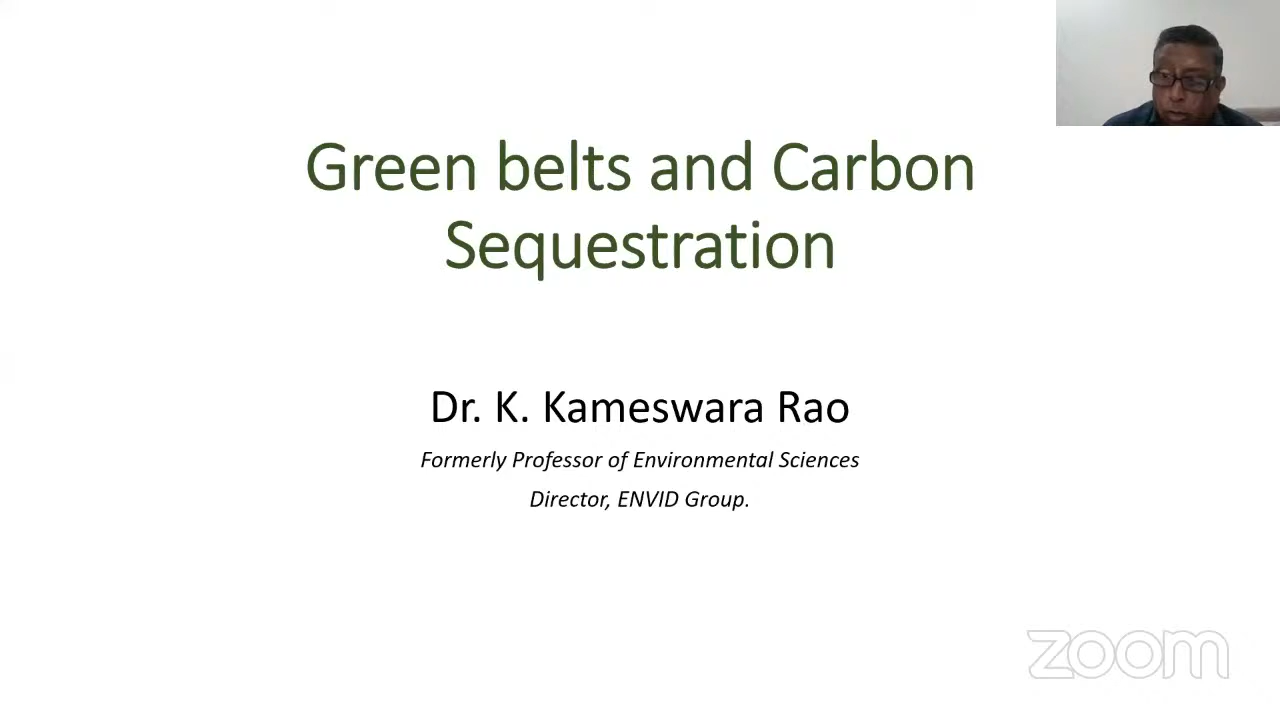 Green belts and Carbon
Sequestration
Dr. K. Kameswara Rao
Formerly Professor of Environmental Sciences
Director, ENVID Group.
zoom